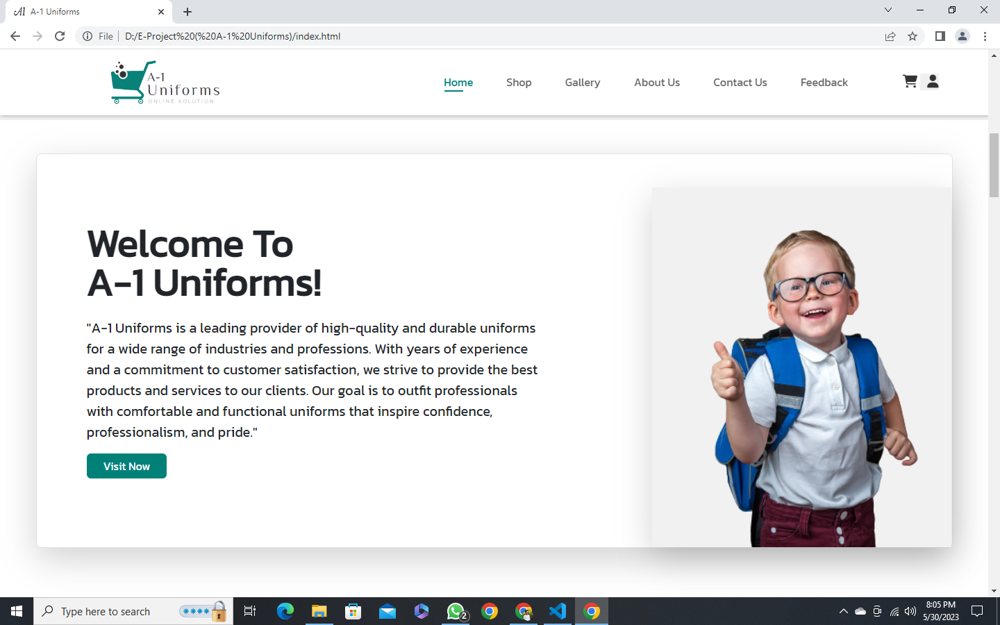 A1 A-1 Uniforms
File D:/E-Project%20(%20A-1%20Uniforms)/index.html
A-1
Uniforms
ONLINE SOLUTION
Home Shop Gallery About Us Contact Us Feedback
Welcome To
A-1 Uniforms!
"A-1 Uniforms is a leading provider of high-quality and durable uniforms
for a wide range of industries and professions. With years of experience
and a commitment to customer satisfaction, we strive to provide the best
products and services to our clients. Our goal is to outfit professionals
with comfortable and functional uniforms that inspire confidence,
professionalism, and pride."
Visit Now
Type here to search
2
8:05 PM
5/30/2023